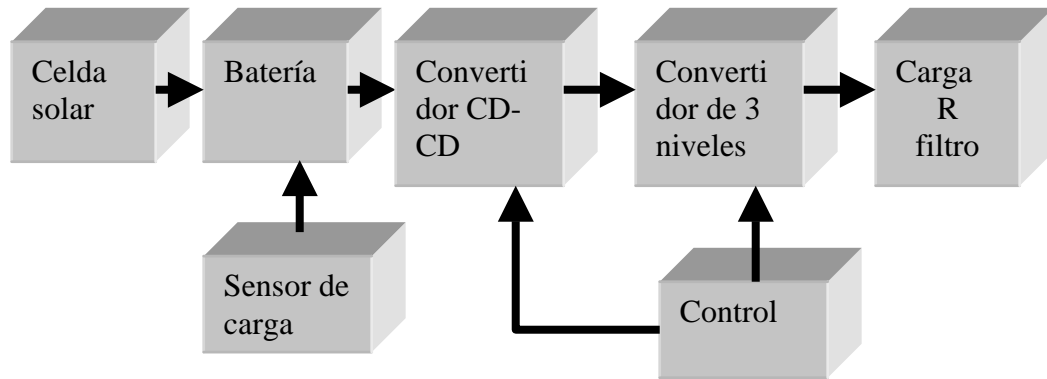 Celda
solar
Batería
Converti
dor CD-
CD
Converti
dor de 3
niveles
Carga
R
filtro
Sensor de
carga
Control